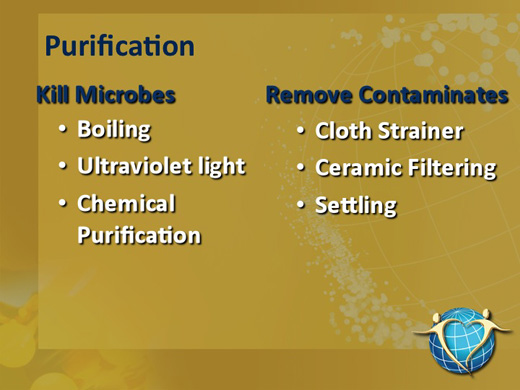 Purification
Kill Microbes
• Boiling
• Ultraviolet light
• Chemical
Purification
Remove Contaminates
• Cloth Strainer
• Ceramic Filtering
• Settling